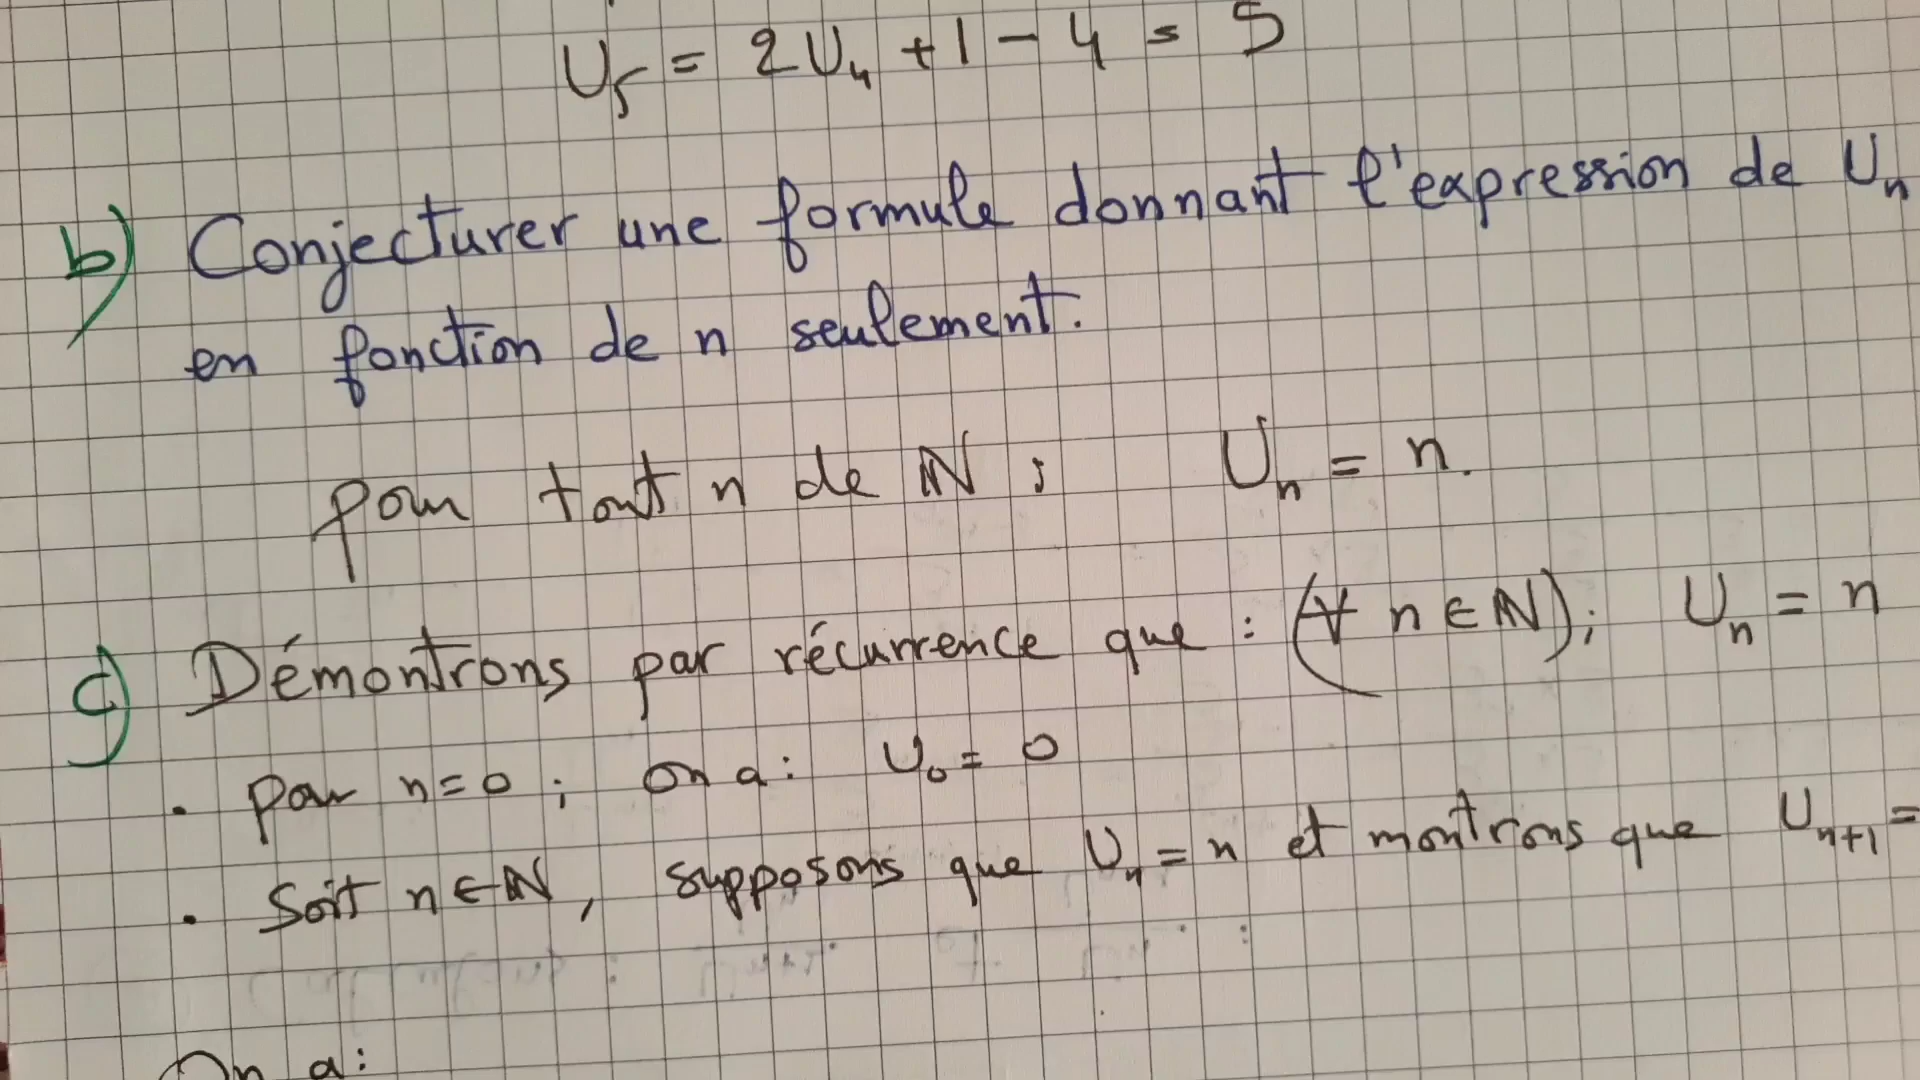 U₅ = 2U₄ + 1 - 4 = 5
b) Conjecturer une formule donnant l'expression de Uₙ
en fonction de n seulement.
pour tout n de ℕ ; Uₙ = n.
c) Démontrons par récurrence que : (∀ n ∈ ℕ); Uₙ = n
• Pour n = 0 ; on a : U₀ = 0
• Soit n ∈ ℕ, supposons que Uₙ = n et montrons que Uₙ₊₁ =
On a :